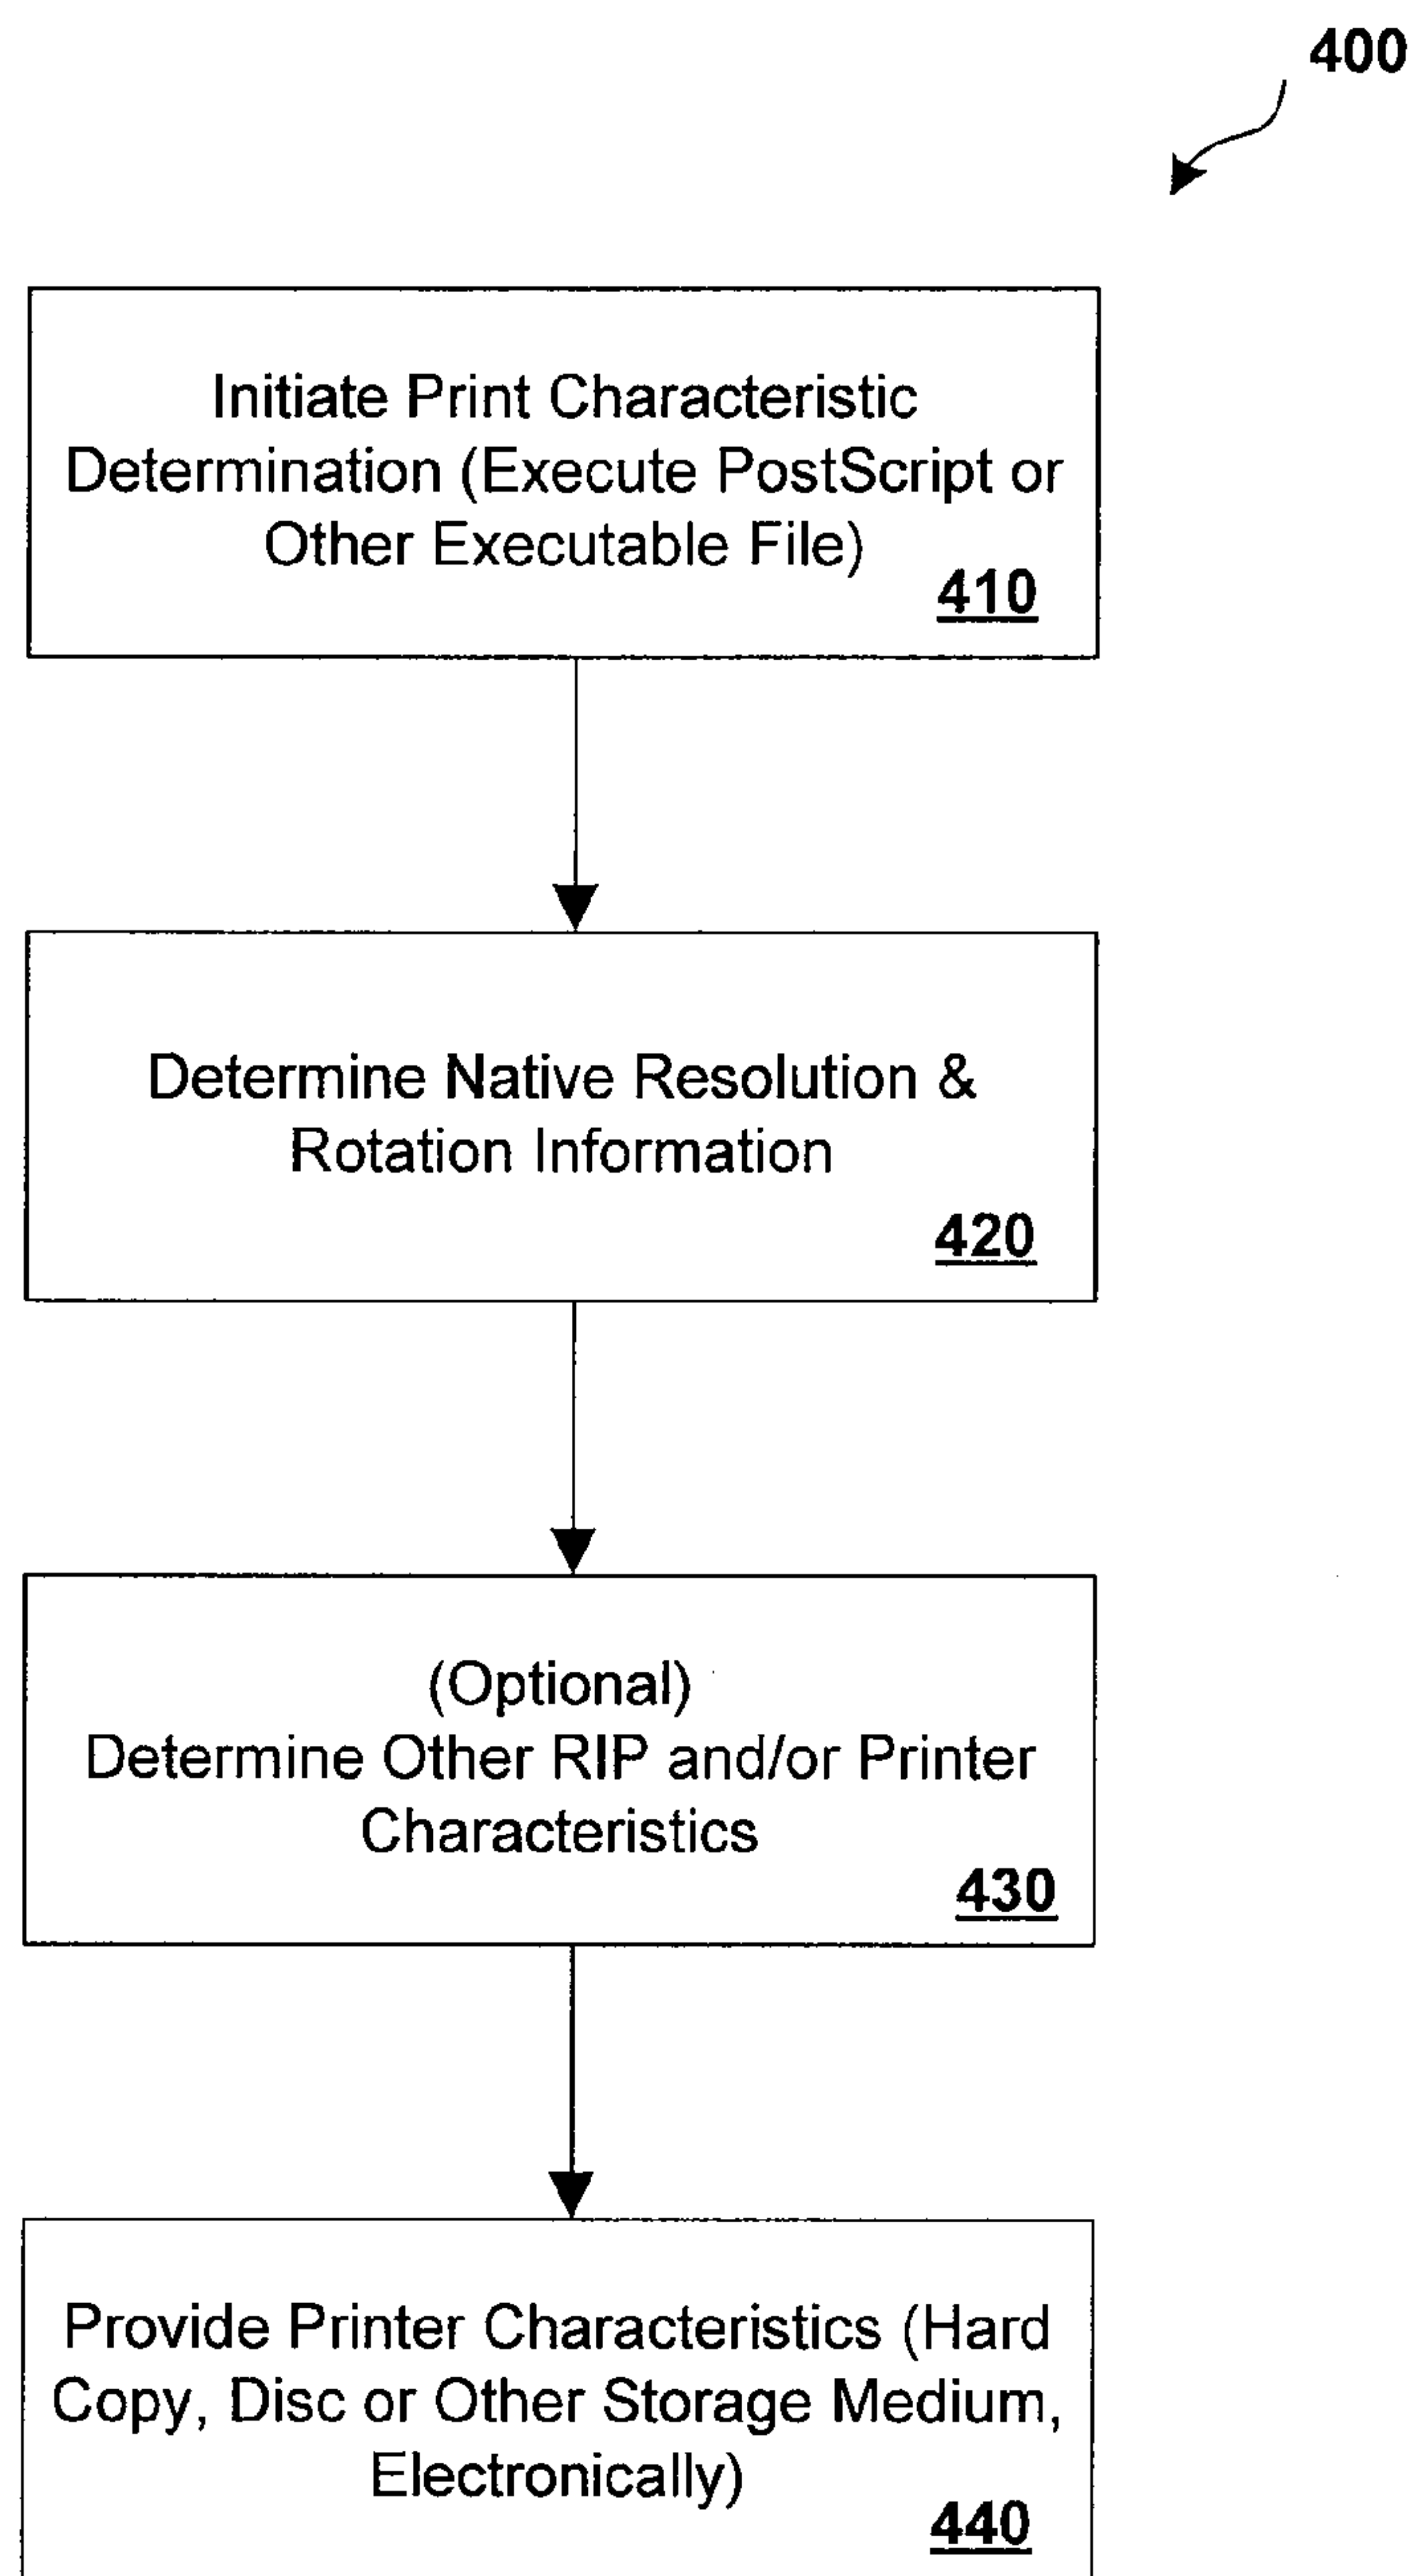 400
Initiate Print Characteristic
Determination (Execute PostScript or
Other Executable File)
410
Determine Native Resolution &
Rotation Information
420
(Optional)
Determine Other RIP and/or Printer
Characteristics
430
Provide Printer Characteristics (Hard
Copy, Disc or Other Storage Medium,
Electronically)
440